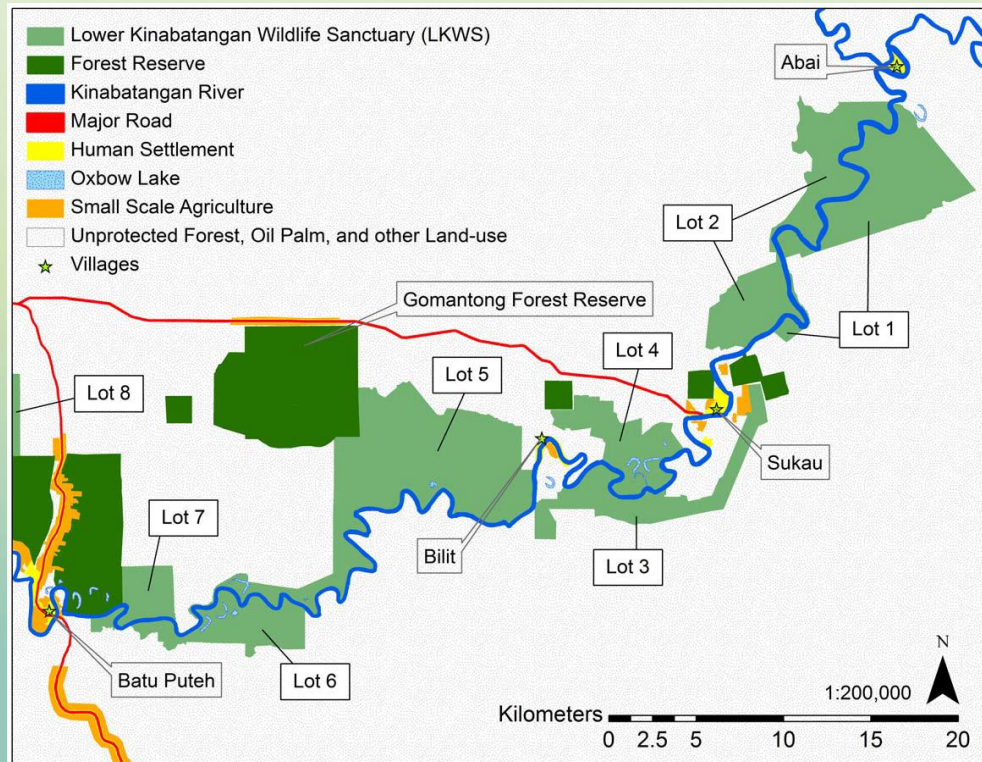 Lower Kinabatangan Wildlife Sanctuary (LKWS)
Forest Reserve
Kinabatangan River
Major Road
Human Settlement
Oxbow Lake
Small Scale Agriculture
Unprotected Forest, Oil Palm, and other Land-use
Villages
Abai
Lot 2
Gomantong Forest Reserve
Lot 1
Lot 4
Lot 5
Lot 8
Sukau
Lot 7
Bilit
Lot 3
Batu Puteh
Lot 6
N
1:200,000
Kilometers
0 2.5 5 10 15 20